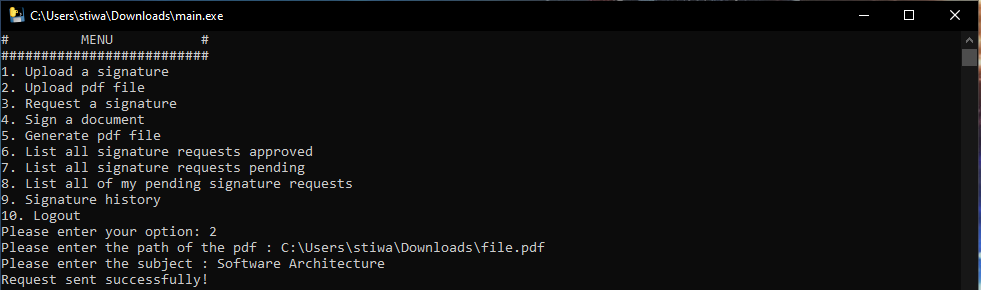 C:\Users\stiwa\Downloads\main.exe
#         MENU           #
##########################
1. Upload a signature
2. Upload pdf file
3. Request a signature
4. Sign a document
5. Generate pdf file
6. List all signature requests approved
7. List all signature requests pending
8. List all of my pending signature requests
9. Signature history
10. Logout
Please enter your option: 2
Please enter the path of the pdf : C:\Users\stiwa\Downloads\file.pdf
Please enter the subject : Software Architecture
Request sent successfully!